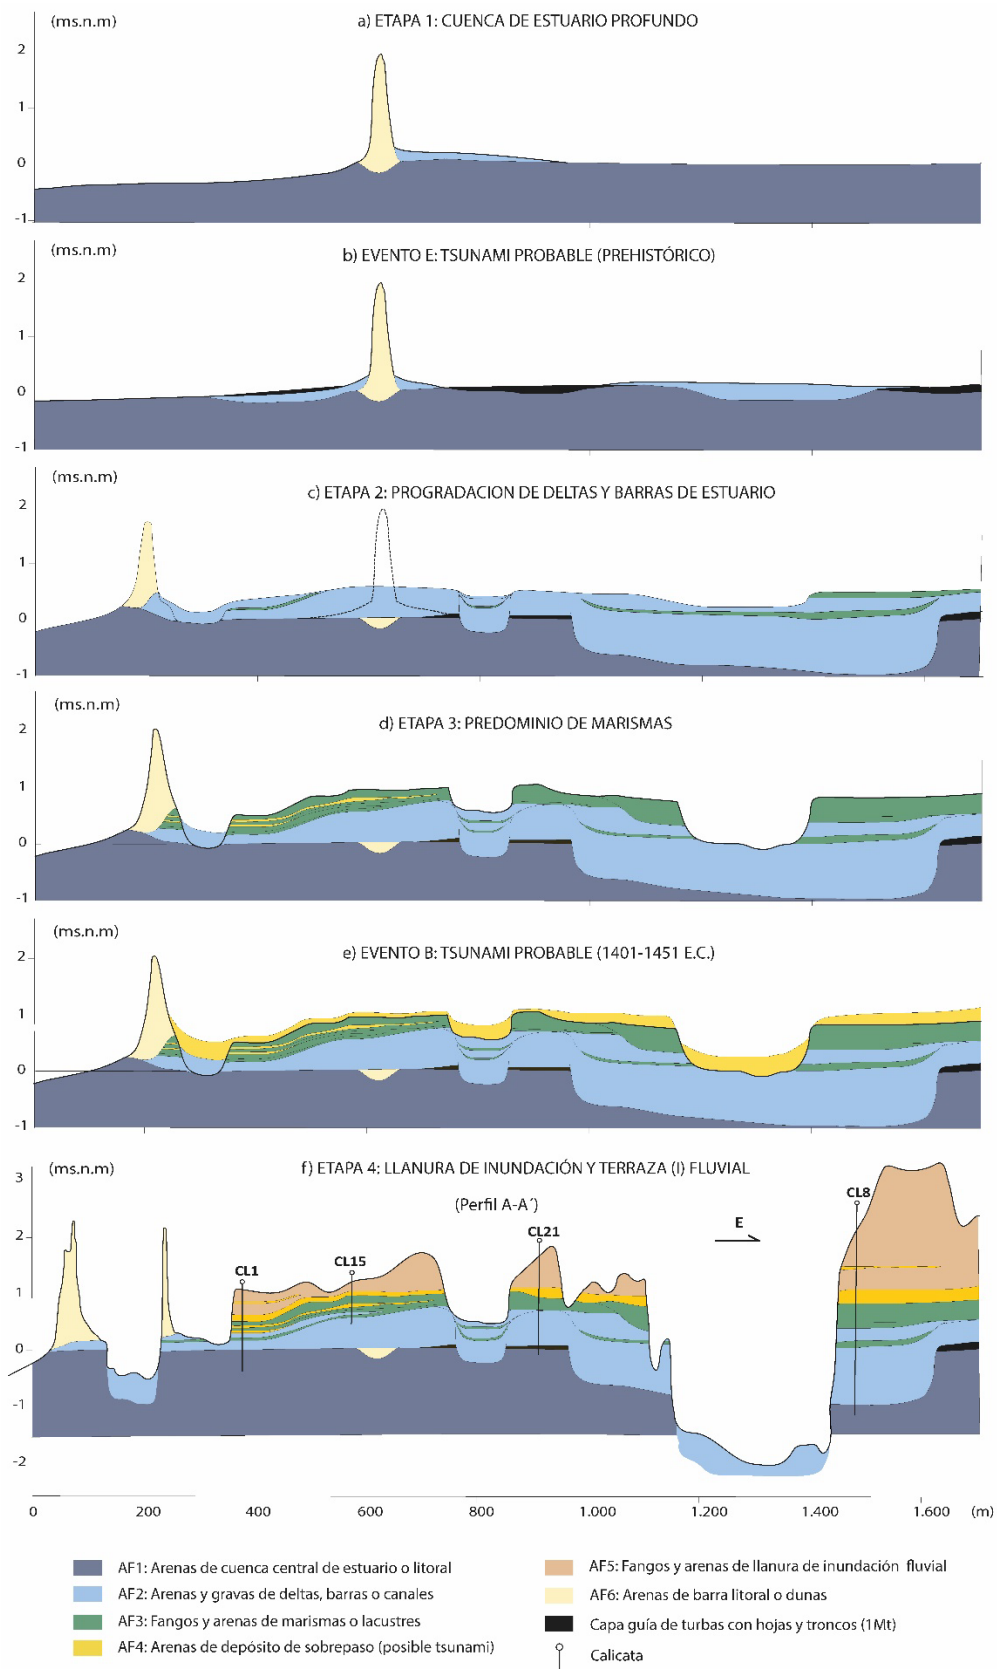 (ms.n.m)
a) ETAPA 1: CUENCA DE ESTUARIO PROFUNDO
2
1
0
-1
(ms.n.m)
b) EVENTO E: TSUNAMI PROBABLE (PREHISTÓRICO)
2
1
0
-1
(ms.n.m)
c) ETAPA 2: PROGRADACION DE DELTAS Y BARRAS DE ESTUARIO
2
1
0
-1
(ms.n.m)
d) ETAPA 3: PREDOMINIO DE MARISMAS
2
1
0
-1
(ms.n.m)
e) EVENTO B: TSUNAMI PROBABLE (1401-1451 E.C.)
2
1
0
-1
(ms.n.m)
f) ETAPA 4: LLANURA DE INUNDACIÓN Y TERRAZA (I) FLUVIAL
(Perfil A-A´)
3
2
1
0
-1
-2
CL1
CL15
CL21
E
CL8
0 200 400 600 800 1.000 1.200 1.400 1.600 (m)
AF1: Arenas de cuenca central de estuario o litoral
AF2: Arenas y gravas de deltas, barras o canales
AF3: Fangos y arenas de marismas o lacustres
AF4: Arenas de depósito de sobrepaso (posible tsunami)
AF5: Fangos y arenas de llanura de inundación fluvial
AF6: Arenas de barra litoral o dunas
Capa guía de turbas con hojas y troncos (1Mt)
Calicata